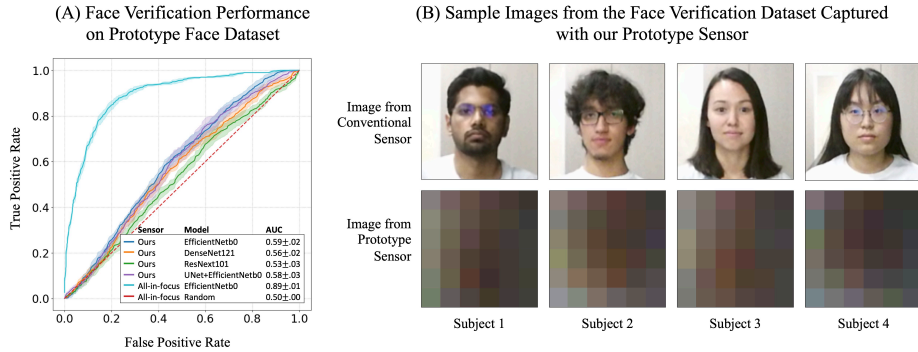 (A) Face Verification Performance
on Prototype Face Dataset
1.0
0.8
0.6
0.4
0.2
0.0
True Positive Rate
Sensor Model AUC
Ours EfficientNetb0 0.59±.02
Ours DenseNet121 0.56±.02
Ours ResNext101 0.53±.03
Ours UNet+EfficientNetb0 0.58±.03
All-in-focus EfficientNetb0 0.89±.01
All-in-focus Random 0.50±.00
0.0 0.2 0.4 0.6 0.8 1.0
False Positive Rate
(B) Sample Images from the Face Verification Dataset Captured
with our Prototype Sensor
Image from
Conventional
Sensor
Image from
Prototype
Sensor
Subject 1 Subject 2 Subject 3 Subject 4